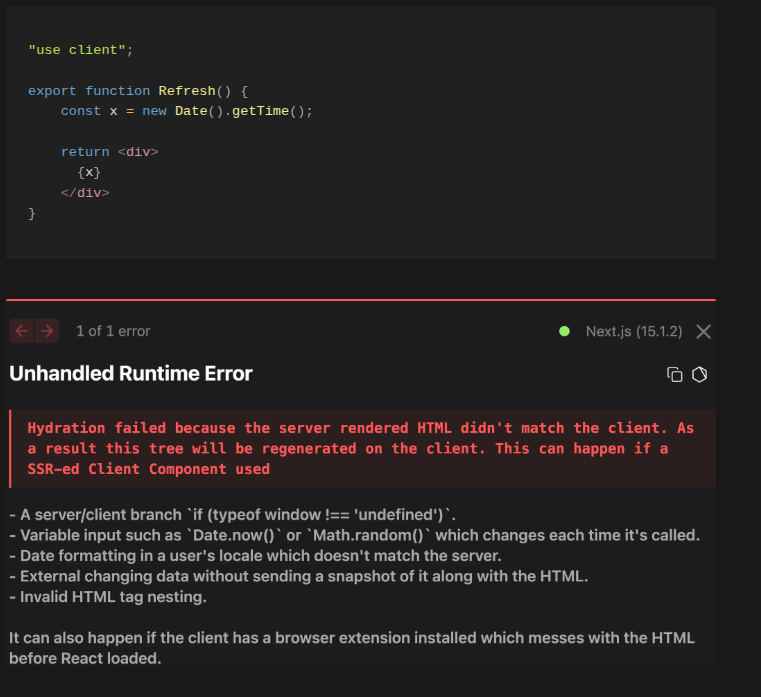 "use client";
export function Refresh() {
const x = new Date().getTime();
return <div>
{x}
</div>
}
1 of 1 error
Next.js (15.1.2)
Unhandled Runtime Error
Hydration failed because the server rendered HTML didn't match the client. As
a result this tree will be regenerated on the client. This can happen if a
SSR-ed Client Component used
- A server/client branch `if (typeof window !== 'undefined')`.
- Variable input such as `Date.now()` or `Math.random()` which changes each time it's called.
- Date formatting in a user's locale which doesn't match the server.
- External changing data without sending a snapshot of it along with the HTML.
- Invalid HTML tag nesting.
It can also happen if the client has a browser extension installed which messes with the HTML
before React loaded.